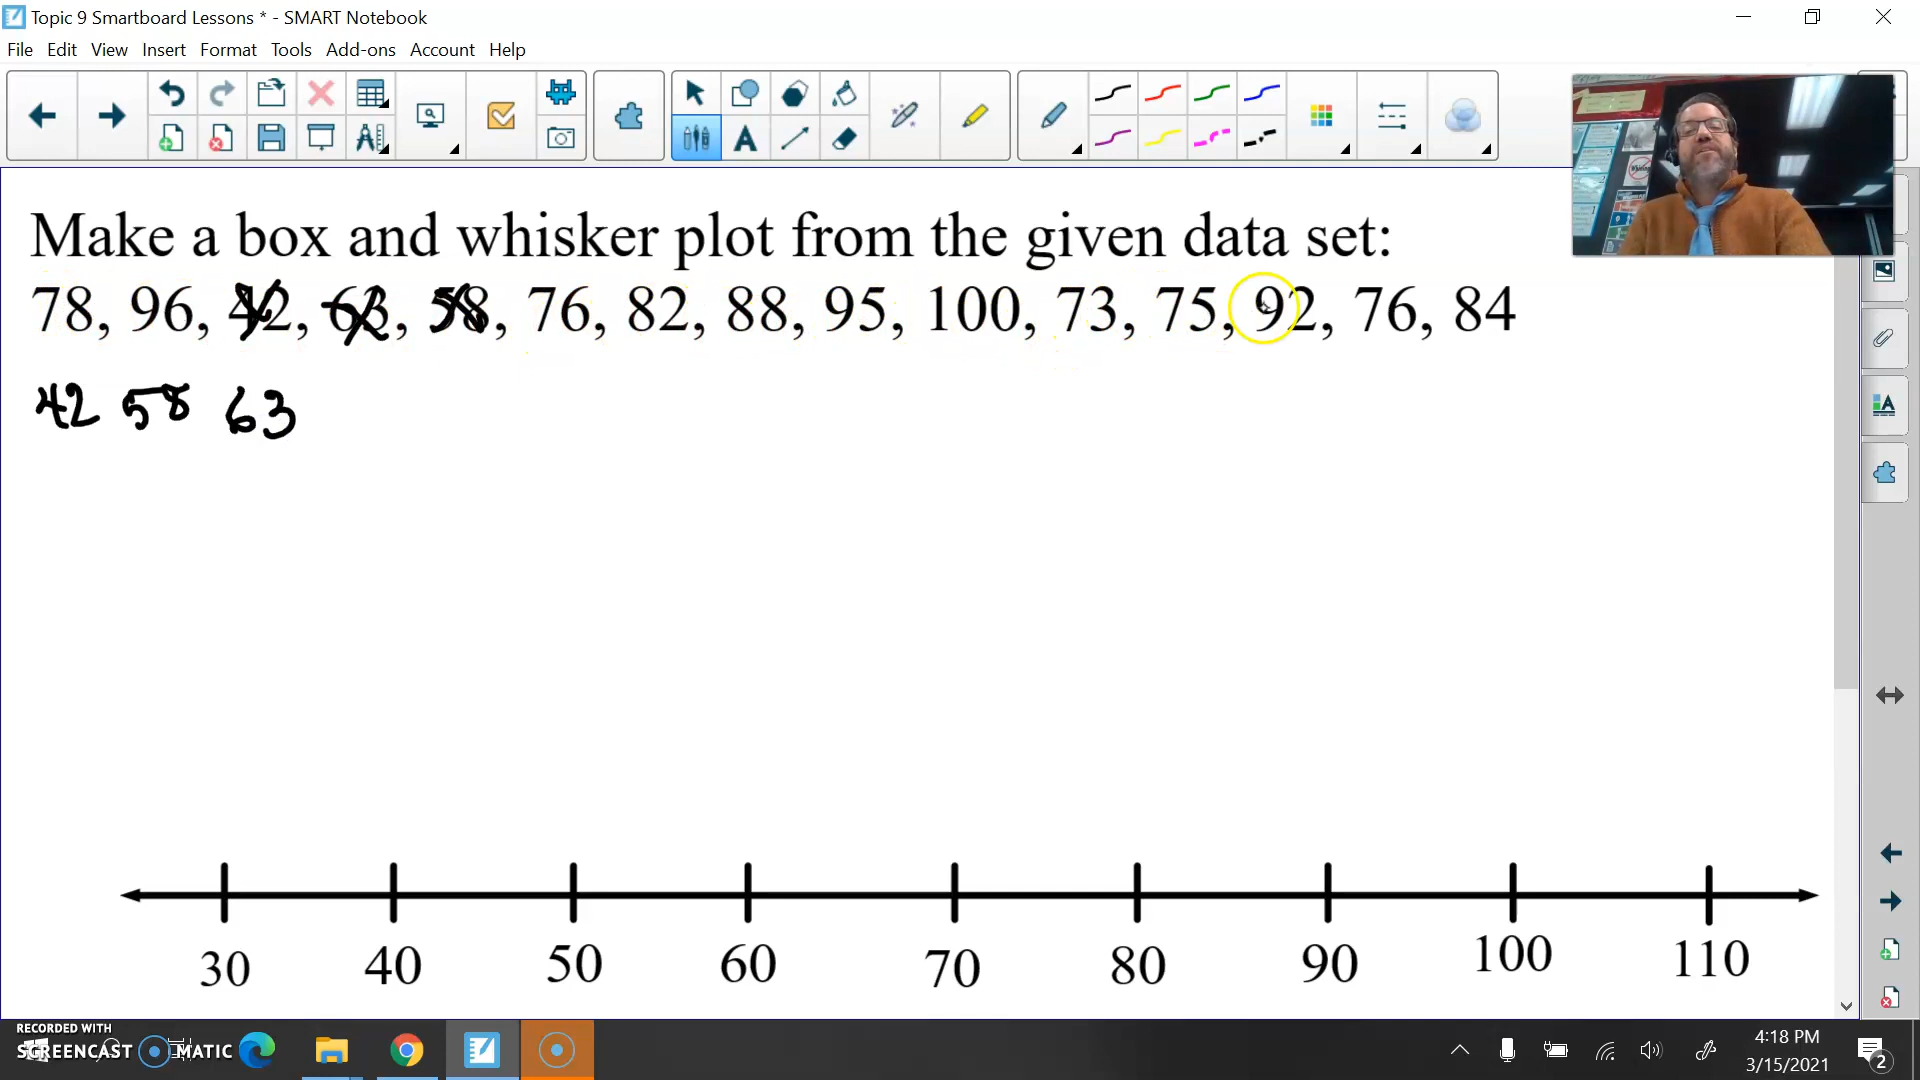 Topic 9 Smartboard Lessons * - SMART Notebook
File Edit View Insert Format Tools Add-ons Account Help
Make a box and whisker plot from the given data set:
78, 96, 42, 63, 58, 76, 82, 88, 95, 100, 73, 75, 92, 76, 84
42 58 63
30 40 50 60 70 80 90 100 110
RECORDED WITH
SCREENCAST MATIC
4:18 PM
3/15/2021
2